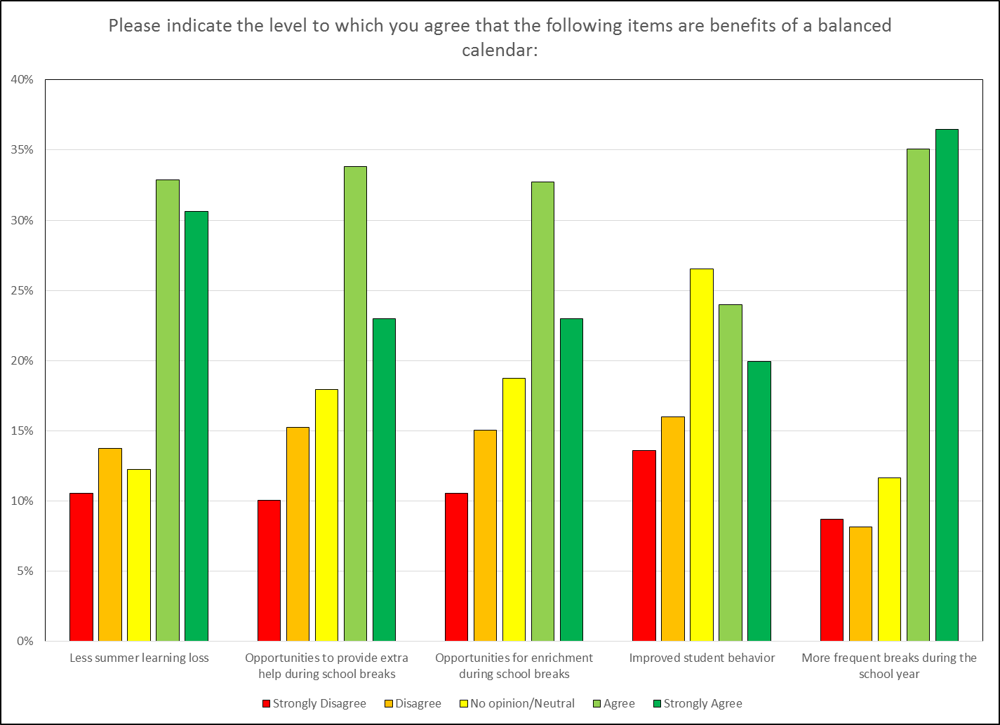 Please indicate the level to which you agree that the following items are benefits of a balanced
calendar:
40%
35%
30%
25%
20%
15%
10%
5%
0%
Less summer learning loss
Opportunities to provide extra
help during school breaks
Opportunities for enrichment
during school breaks
Improved student behavior
More frequent breaks during the
school year
Strongly Disagree
Disagree
No opinion/Neutral
Agree
Strongly Agree